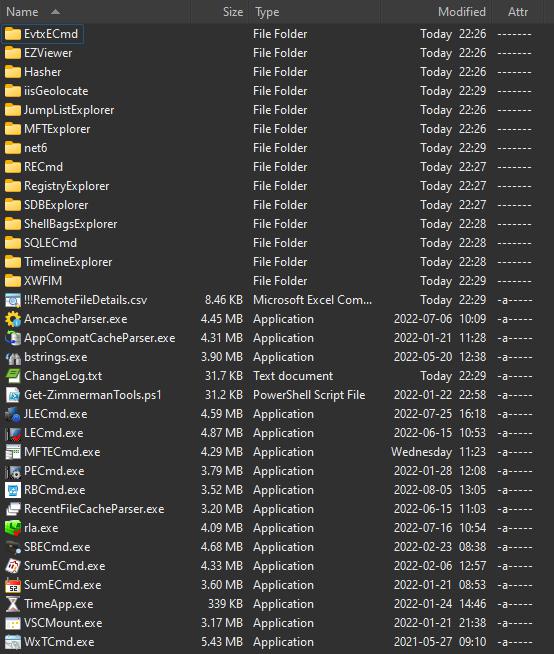 Name Size Type Modified Attr
EvtxECmd File Folder Today 22:26 -------
EZViewer File Folder Today 22:26 -------
Hasher File Folder Today 22:26 -------
iisGeolocate File Folder Today 22:29 -------
JumpListExplorer File Folder Today 22:26 -------
MFTExplorer File Folder Today 22:26 -------
net6 File Folder Today 22:29 -------
RECmd File Folder Today 22:27 -------
RegistryExplorer File Folder Today 22:27 -------
SDBExplorer File Folder Today 22:27 -------
ShellBagsExplorer File Folder Today 22:28 -------
SQLECmd File Folder Today 22:28 -------
TimelineExplorer File Folder Today 22:28 -------
XWFIM File Folder Today 22:29 -------
!!!RemoteFileDetails.csv 8.46 KB Microsoft Excel Com... Today 22:29 -a-----
AmcacheParser.exe 4.45 MB Application 2022-07-06 10:09 -a-----
AppCompatCacheParser.exe 4.31 MB Application 2022-01-21 11:28 -a-----
bstrings.exe 3.90 MB Application 2022-05-20 12:38 -a-----
ChangeLog.txt 31.7 KB Text document Today 22:29 -a-----
Get-ZimmermanTools.ps1 31.2 KB PowerShell Script File 2022-01-22 22:58 -a-----
JLECmd.exe 4.59 MB Application 2022-07-25 16:18 -a-----
LECmd.exe 4.87 MB Application 2022-06-15 10:53 -a-----
MFTECmd.exe 4.29 MB Application Wednesday 11:23 -a-----
PECmd.exe 3.79 MB Application 2022-01-28 12:08 -a-----
RBCmd.exe 3.52 MB Application 2022-08-05 13:05 -a-----
RecentFileCacheParser.exe 3.20 MB Application 2022-06-15 11:03 -a-----
rla.exe 4.09 MB Application 2022-07-16 10:54 -a-----
SBECmd.exe 4.68 MB Application 2022-02-23 08:38 -a-----
SrumECmd.exe 4.33 MB Application 2022-02-06 12:57 -a-----
SumECmd.exe 3.60 MB Application 2022-01-21 08:53 -a-----
TimeApp.exe 339 KB Application 2022-01-24 14:46 -a-----
VSCMount.exe 3.17 MB Application 2022-01-21 21:38 -a-----
WxTCmd.exe 5.43 MB Application 2021-05-27 09:10 -a-----